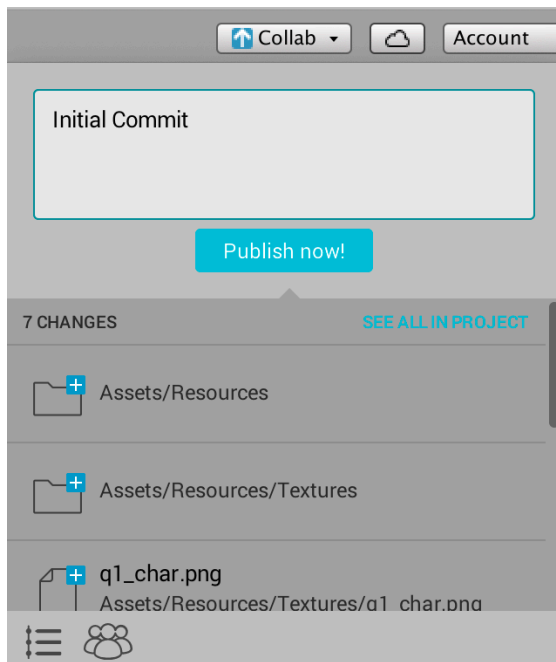 Collab
Account
Initial Commit
Publish now!
7 CHANGES
SEE ALL IN PROJECT
Assets/Resources
Assets/Resources/Textures
q1_char.png
Assets/Resources/Textures/q1_char.png